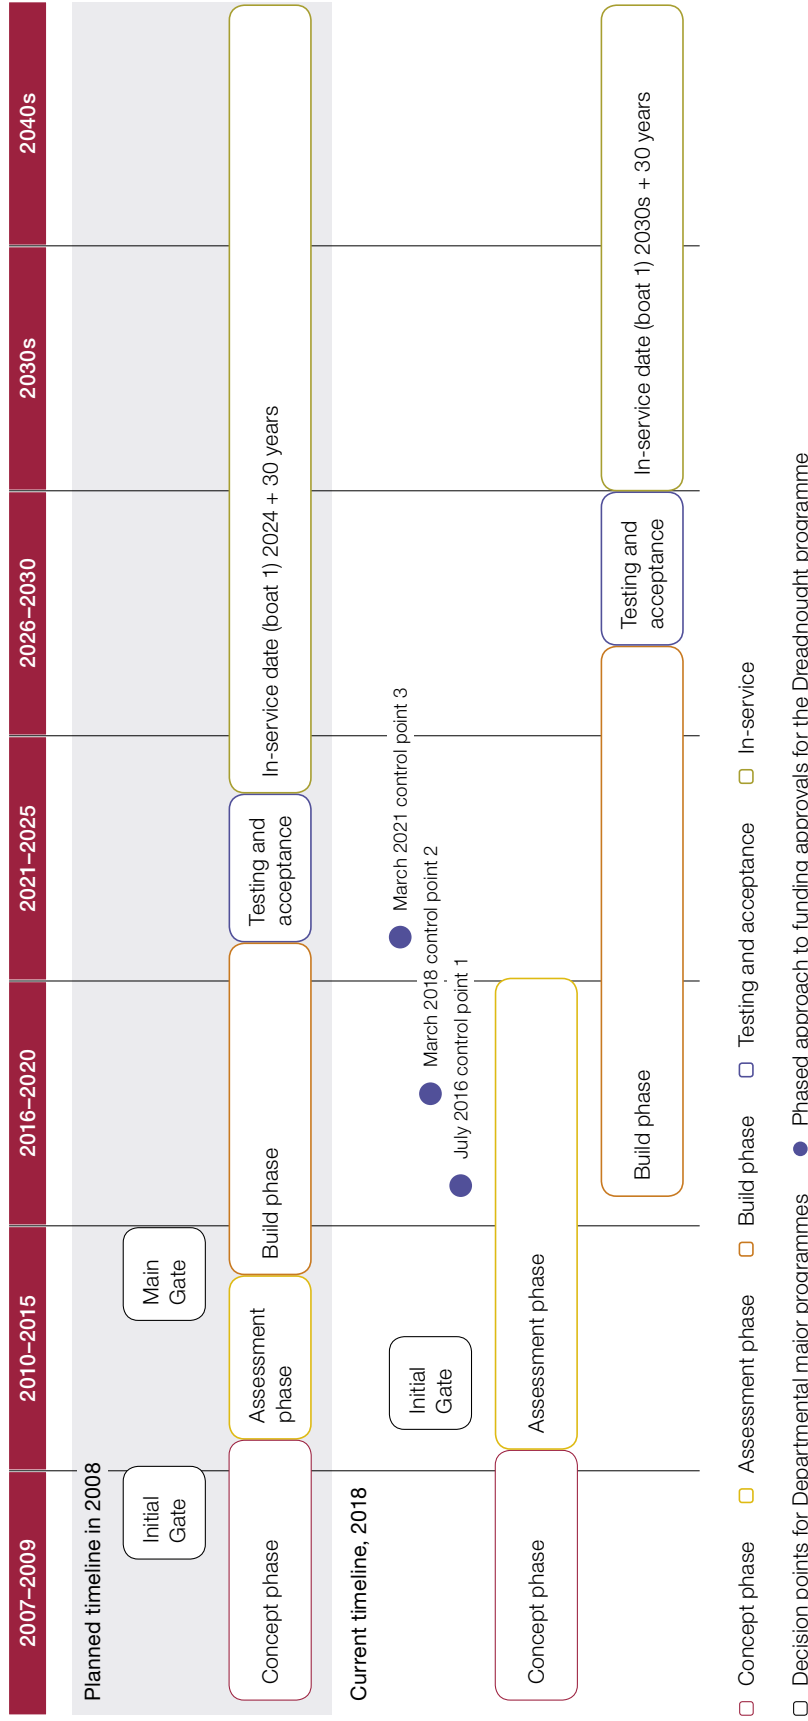 2007–2009
2010–2015
2016–2020
2021–2025
2026–2030
2030s
2040s
Planned timeline in 2008
Initial
Gate
Main
Gate
Concept phase
Assessment
phase
Build phase
Testing and
acceptance
In-service date (boat 1) 2024 + 30 years
Current timeline, 2018
Initial
Gate
March 2021 control point 3
March 2018 control point 2
July 2016 control point 1
Concept phase
Assessment phase
Build phase
Testing and
acceptance
In-service date (boat 1) 2030s + 30 years
Concept phase
Assessment phase
Build phase
Testing and acceptance
In-service
Decision points for Departmental major programmes
Phased approach to funding approvals for the Dreadnought programme